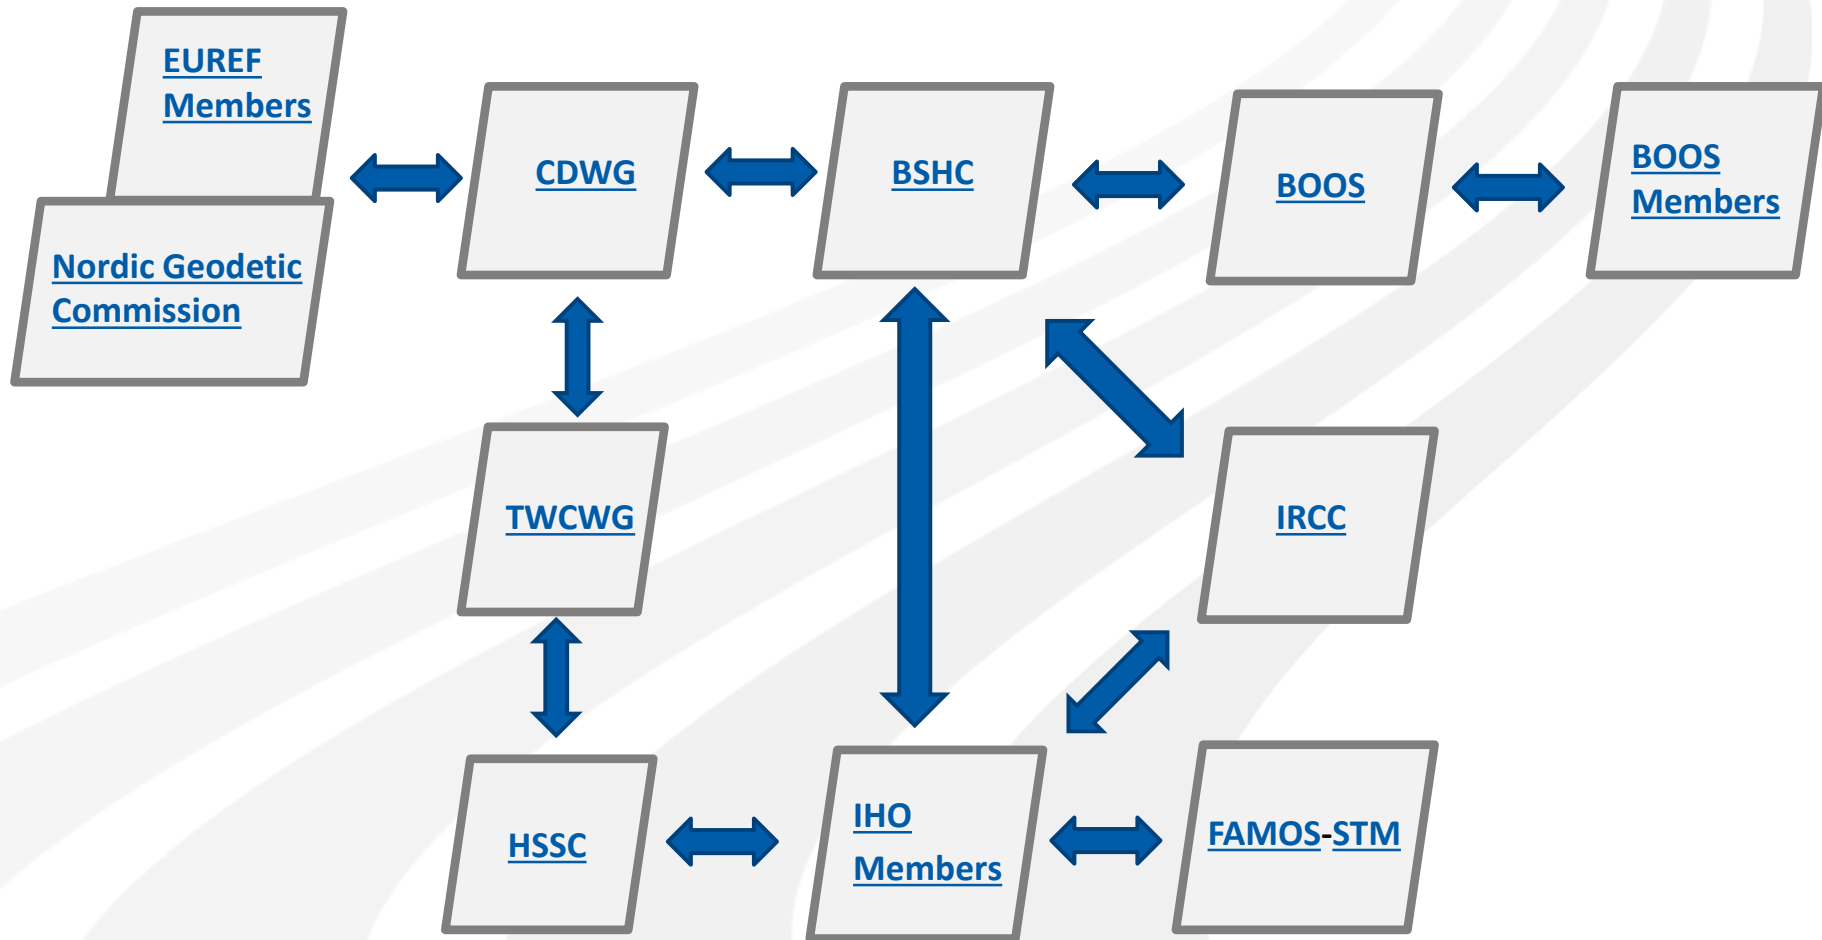 EUREF
Members
Nordic Geodetic
Commission
CDWG
BSHC
BOOS
BOOS
Members
TWCWG
IRCC
HSSC
IHO
Members
FAMOS-STM